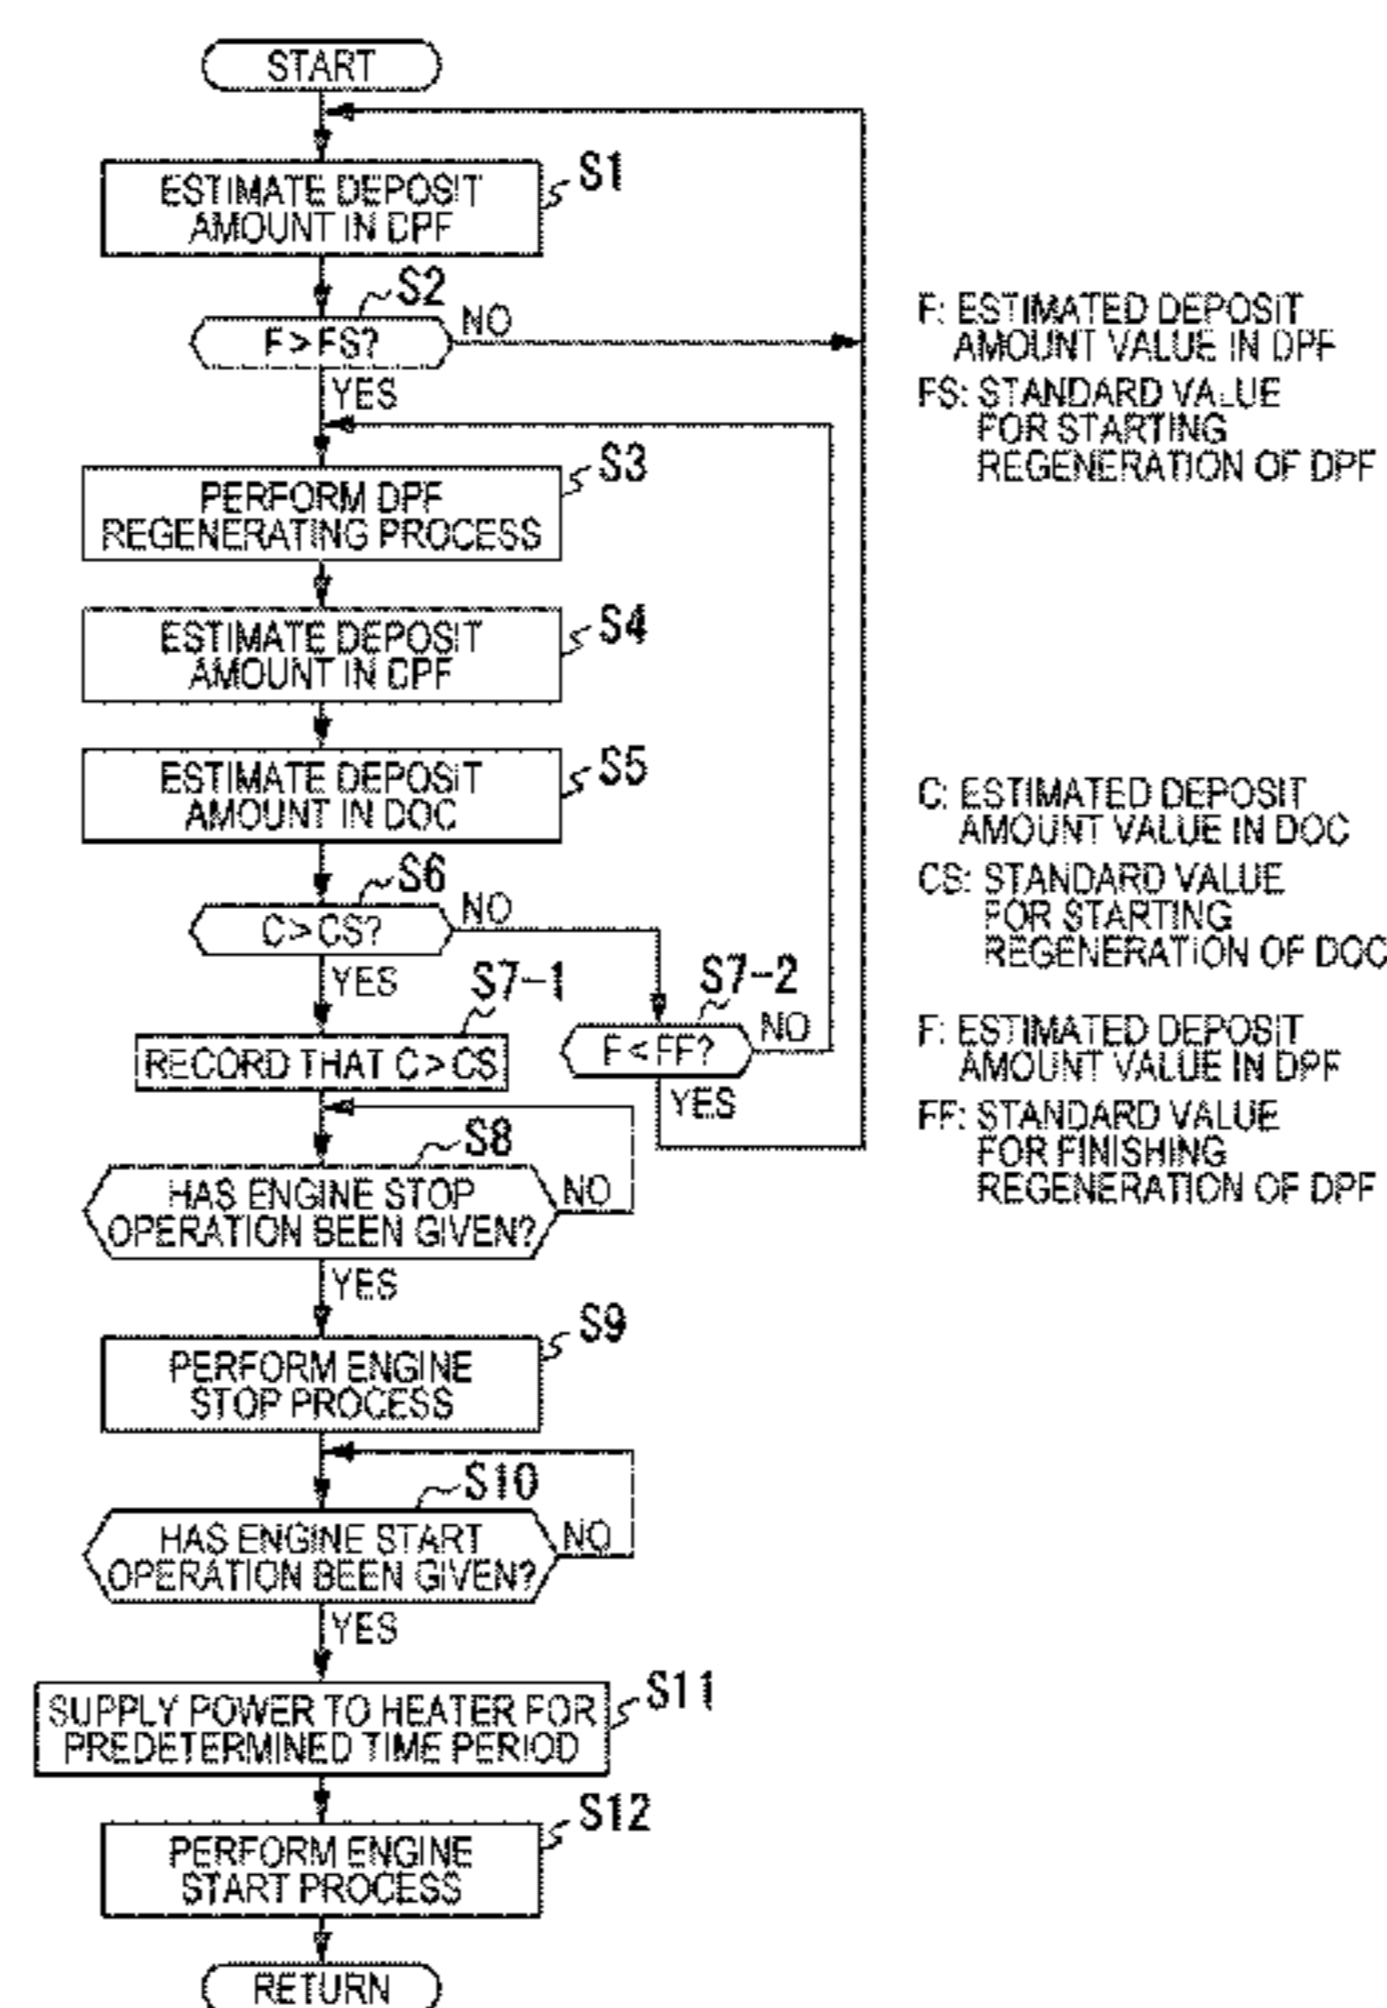 START
S1
ESTIMATE DEPOSIT
AMOUNT IN DPF
S2
F > FS?
NO
YES
F: ESTIMATED DEPOSIT
AMOUNT VALUE IN DPF
FS: STANDARD VALUE
FOR STARTING
REGENERATION OF DPF
S3
PERFORM DPF
REGENERATING PROCESS
S4
ESTIMATE DEPOSIT
AMOUNT IN DPF
S5
ESTIMATE DEPOSIT
AMOUNT IN DOC
C: ESTIMATED DEPOSIT
AMOUNT VALUE IN DOC
CS: STANDARD VALUE
FOR STARTING
REGENERATION OF DOC
S6
C > CS?
NO
YES
S7-1
RECORD THAT C > CS
S7-2
F < FF?
NO
YES
F: ESTIMATED DEPOSIT
AMOUNT VALUE IN DPF
FF: STANDARD VALUE
FOR FINISHING
REGENERATION OF DPF
S8
HAS ENGINE STOP
OPERATION BEEN GIVEN?
NO
YES
S9
PERFORM ENGINE
STOP PROCESS
S10
HAS ENGINE START
OPERATION BEEN GIVEN?
NO
YES
S11
SUPPLY POWER TO HEATER FOR
PREDETERMINED TIME PERIOD
S12
PERFORM ENGINE
START PROCESS
RETURN